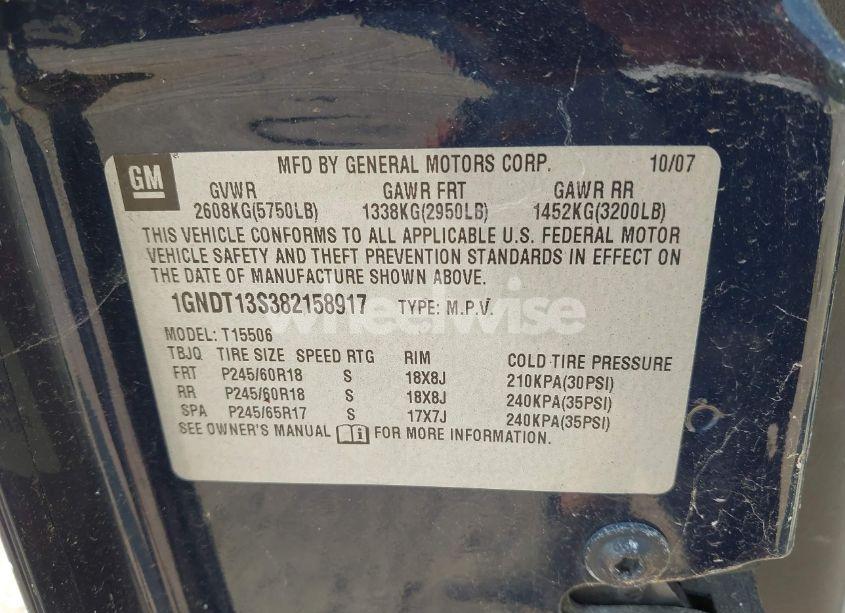 GM
MFD BY GENERAL MOTORS CORP. 10/07
GVWR GAWR FRT GAWR RR
2608KG(5750LB) 1338KG(2950LB) 1452KG(3200LB)
THIS VEHICLE CONFORMS TO ALL APPLICABLE U.S. FEDERAL MOTOR
VEHICLE SAFETY AND THEFT PREVENTION STANDARDS IN EFFECT ON
THE DATE OF MANUFACTURE SHOWN ABOVE.
1GNDT13S382158917 TYPE: M.P.V.
wheelwise
MODEL: T15506
TBJQ TIRE SIZE SPEED RTG RIM COLD TIRE PRESSURE
FRT P245/60R18 S 18X8J 210KPA(30PSI)
RR P245/60R18 S 18X8J 240KPA(35PSI)
SPA P245/65R17 S 17X7J 240KPA(35PSI)
SEE OWNER'S MANUAL i FOR MORE INFORMATION.